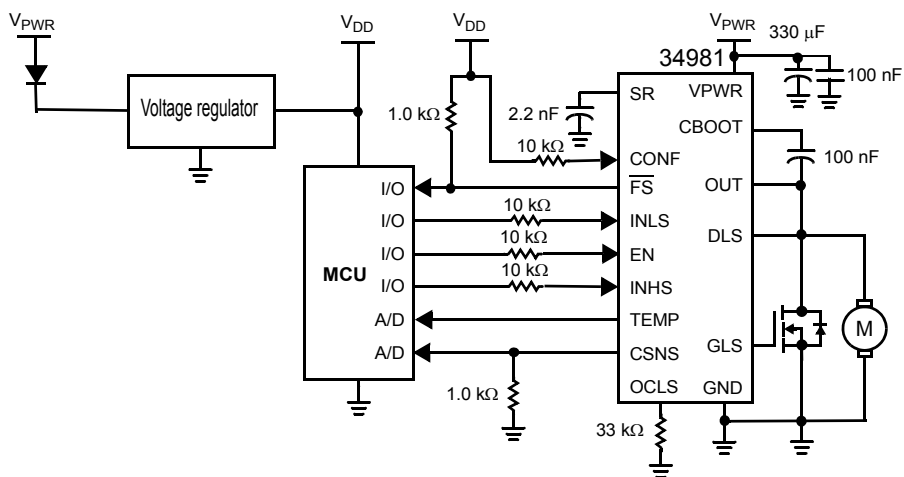 VPWR
VDD
VDD
VPWR
330 μF
34981
100 nF
Voltage regulator
1.0 kΩ
2.2 nF
SR
VPWR
CBOOT
10 kΩ
CONF
100 nF
I/O
FS
OUT
I/O
10 kΩ
INLS
DLS
I/O
10 kΩ
EN
MCU
I/O
10 kΩ
INHS
M
A/D
TEMP
A/D
CSNS
GLS
1.0 kΩ
OCLS
GND
33 kΩ